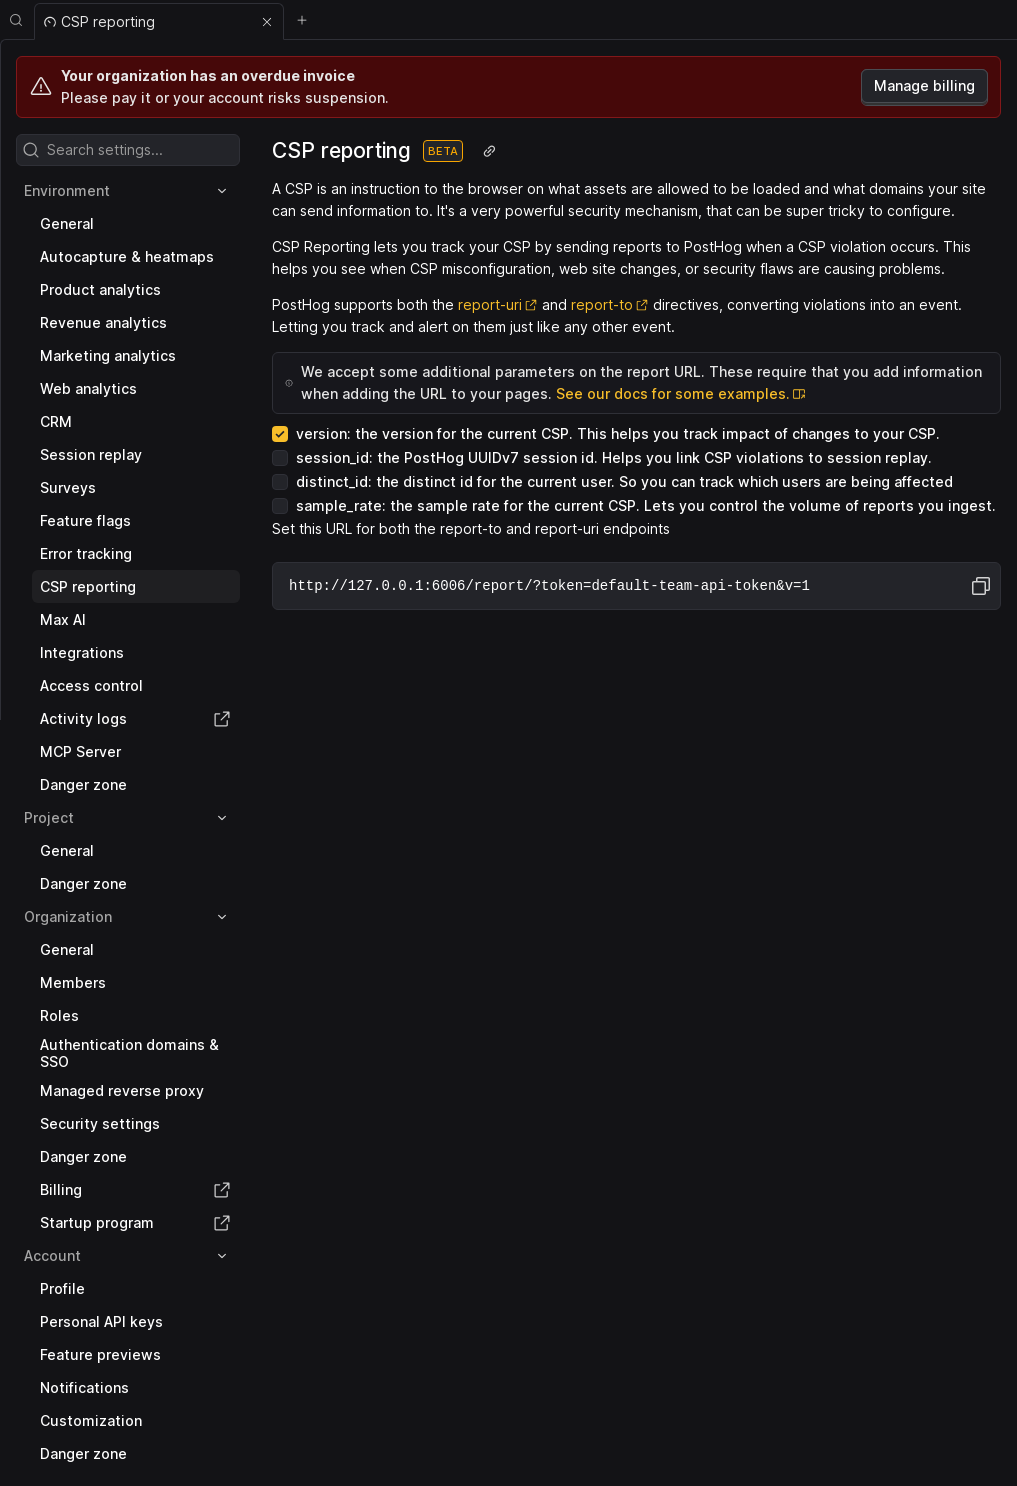 CSP reporting
Your organization has an overdue invoice
Please pay it or your account risks suspension.
Manage billing
Search settings...
Environment
General
Autocapture & heatmaps
Product analytics
Revenue analytics
Marketing analytics
Web analytics
CRM
Session replay
Surveys
Feature flags
Error tracking
CSP reporting
Max AI
Integrations
Access control
Activity logs
MCP Server
Danger zone
Project
General
Danger zone
Organization
General
Members
Roles
Authentication domains &
SSO
Managed reverse proxy
Security settings
Danger zone
Billing
Startup program
Account
Profile
Personal API keys
Feature previews
Notifications
Customization
Danger zone
CSP reporting BETA
A CSP is an instruction to the browser on what assets are allowed to be loaded and what domains your site
can send information to. It's a very powerful security mechanism, that can be super tricky to configure.
CSP Reporting lets you track your CSP by sending reports to PostHog when a CSP violation occurs. This
helps you see when CSP misconfiguration, web site changes, or security flaws are causing problems.
PostHog supports both the report-uri and report-to directives, converting violations into an event.
Letting you track and alert on them just like any other event.
We accept some additional parameters on the report URL. These require that you add information
when adding the URL to your pages. See our docs for some examples.
version: the version for the current CSP. This helps you track impact of changes to your CSP.
session_id: the PostHog UUIDv7 session id. Helps you link CSP violations to session replay.
distinct_id: the distinct id for the current user. So you can track which users are being affected
sample_rate: the sample rate for the current CSP. Lets you control the volume of reports you ingest.
Set this URL for both the report-to and report-uri endpoints
http://127.0.0.1:6006/report/?token=default-team-api-token&v=1